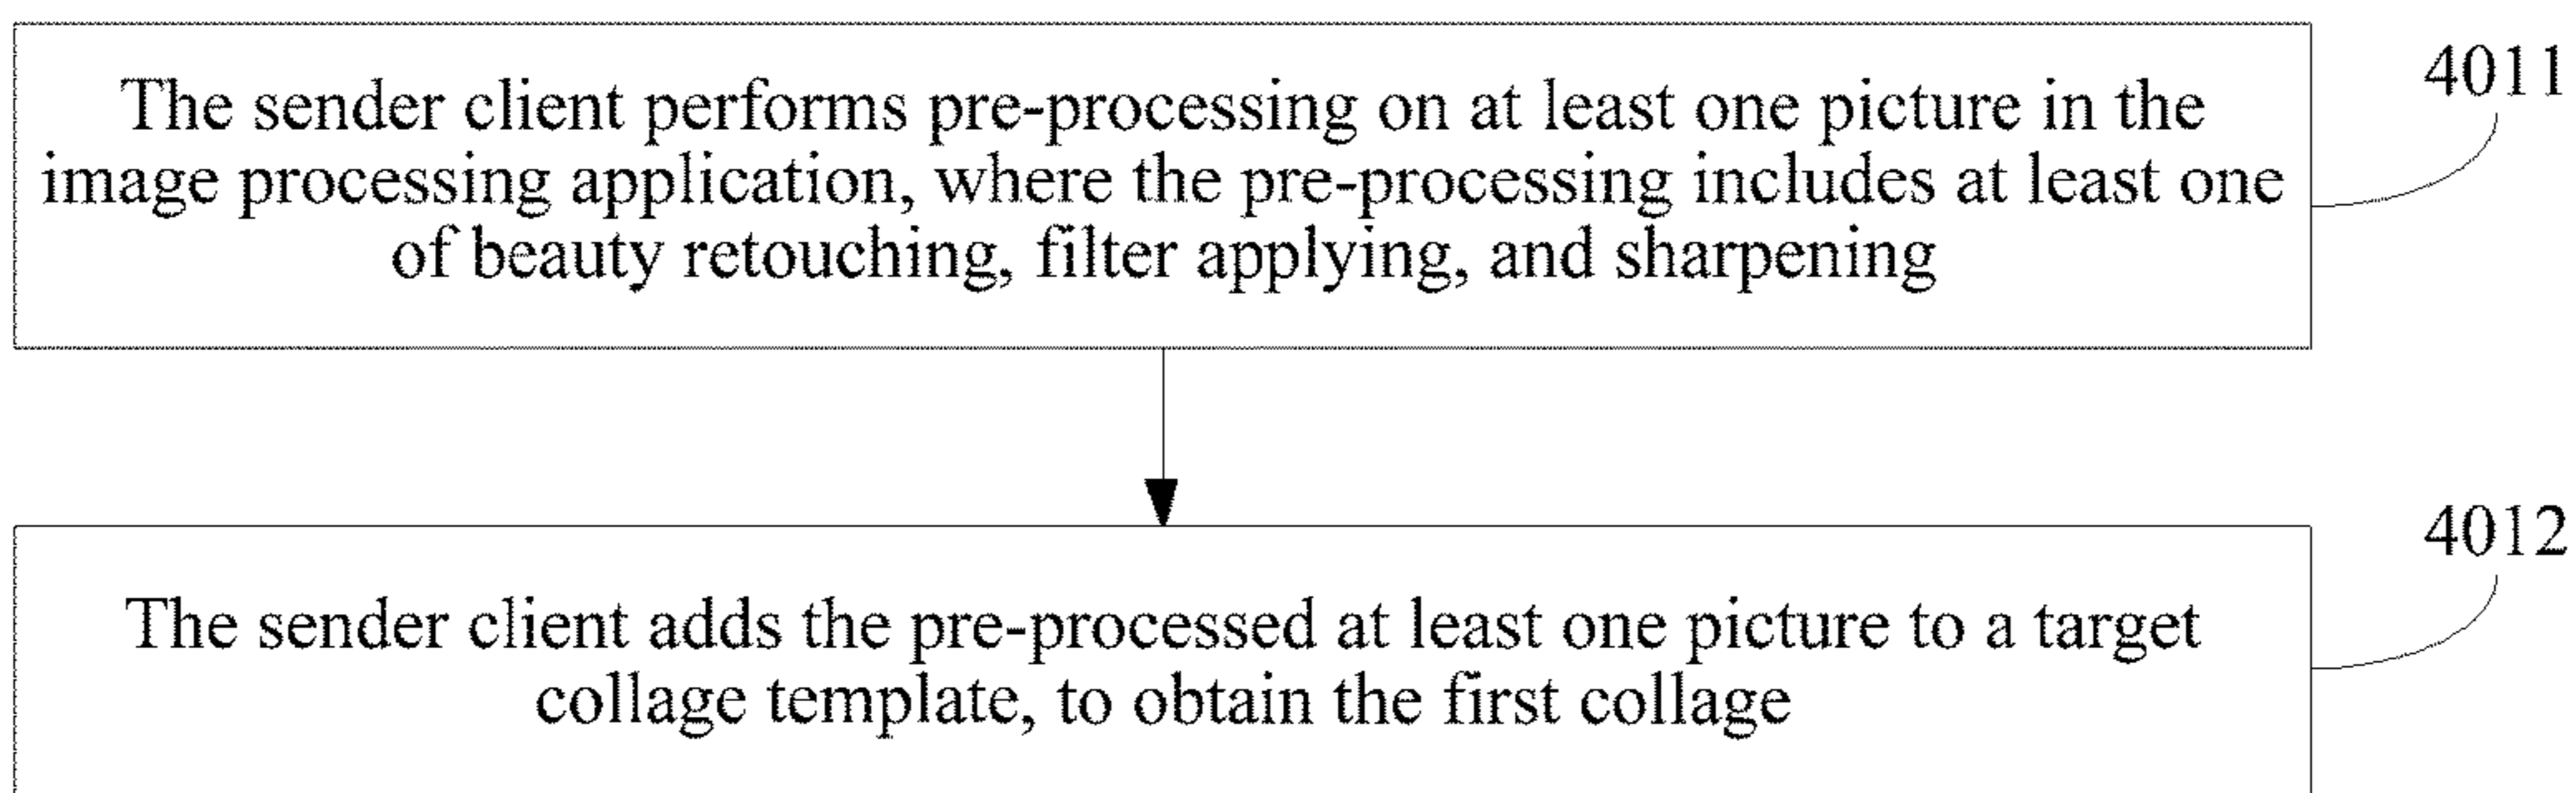 The sender client performs pre-processing on at least one picture in the
image processing application, where the pre-processing includes at least one
of beauty retouching, filter applying, and sharpening
4011
The sender client adds the pre-processed at least one picture to a target
collage template, to obtain the first collage
4012